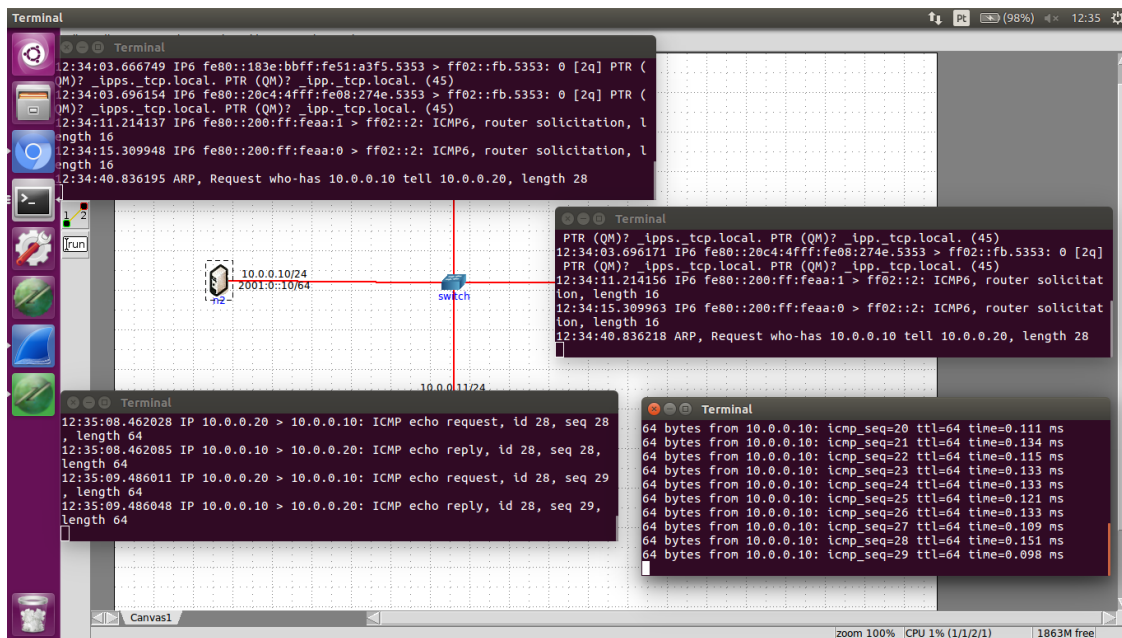 Terminal
Pt
(98%)
12:35
Terminal
12:34:03.666749 IP6 fe80::183e:bbff:fe51:a3f5.5353 > ff02::fb.5353: 0 [2q] PTR (
QM)? _ipps._tcp.local. PTR (QM)? _ipp._tcp.local. (45)
12:34:03.696154 IP6 fe80::20c4:4fff:fe08:274e.5353 > ff02::fb.5353: 0 [2q] PTR (
QM)? _ipps._tcp.local. PTR (QM)? _ipp._tcp.local. (45)
12:34:11.214137 IP6 fe80::200:ff:feaa:1 > ff02::2: ICMP6, router solicitation, l
ength 16
12:34:15.309948 IP6 fe80::200:ff:feaa:0 > ff02::2: ICMP6, router solicitation, l
ength 16
12:34:40.836195 ARP, Request who-has 10.0.0.10 tell 10.0.0.20, length 28
1 2
run
10.0.0.10/24
2001:0::10/64
n2
switch
10.0.0.11/24
Terminal
PTR (QM)? _ipps._tcp.local. PTR (QM)? _ipp._tcp.local. (45)
12:34:03.696171 IP6 fe80::20c4:4fff:fe08:274e.5353 > ff02::fb.5353: 0 [2q]
PTR (QM)? _ipps._tcp.local. PTR (QM)? _ipp._tcp.local. (45)
12:34:11.214156 IP6 fe80::200:ff:feaa:1 > ff02::2: ICMP6, router solicitat
ion, length 16
12:34:15.309963 IP6 fe80::200:ff:feaa:0 > ff02::2: ICMP6, router solicitat
ion, length 16
12:34:40.836218 ARP, Request who-has 10.0.0.10 tell 10.0.0.20, length 28
Terminal
12:35:08.462028 IP 10.0.0.20 > 10.0.0.10: ICMP echo request, id 28, seq 28
, length 64
12:35:08.462085 IP 10.0.0.10 > 10.0.0.20: ICMP echo reply, id 28, seq 28,
length 64
12:35:09.486011 IP 10.0.0.20 > 10.0.0.10: ICMP echo request, id 28, seq 29
, length 64
12:35:09.486048 IP 10.0.0.10 > 10.0.0.20: ICMP echo reply, id 28, seq 29,
length 64
Terminal
64 bytes from 10.0.0.10: icmp_seq=20 ttl=64 time=0.111 ms
64 bytes from 10.0.0.10: icmp_seq=21 ttl=64 time=0.134 ms
64 bytes from 10.0.0.10: icmp_seq=22 ttl=64 time=0.115 ms
64 bytes from 10.0.0.10: icmp_seq=23 ttl=64 time=0.133 ms
64 bytes from 10.0.0.10: icmp_seq=24 ttl=64 time=0.133 ms
64 bytes from 10.0.0.10: icmp_seq=25 ttl=64 time=0.121 ms
64 bytes from 10.0.0.10: icmp_seq=26 ttl=64 time=0.133 ms
64 bytes from 10.0.0.10: icmp_seq=27 ttl=64 time=0.109 ms
64 bytes from 10.0.0.10: icmp_seq=28 ttl=64 time=0.151 ms
64 bytes from 10.0.0.10: icmp_seq=29 ttl=64 time=0.098 ms
Canvas1
zoom 100%
CPU 1% (1/1/2/1)
1863M free